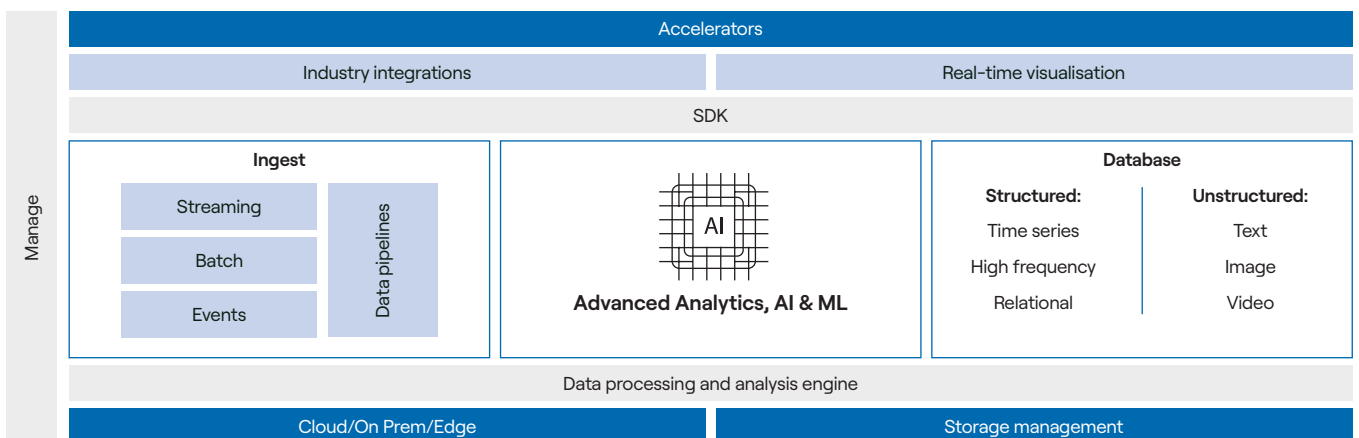 Manage
Accelerators
Industry integrations
Real-time visualisation
SDK
Ingest
Streaming
Batch
Events
Data pipelines
AI
Advanced Analytics, AI & ML
Database
Structured:
Time series
High frequency
Relational
Unstructured:
Text
Image
Video
Data processing and analysis engine
Cloud/On Prem/Edge
Storage management